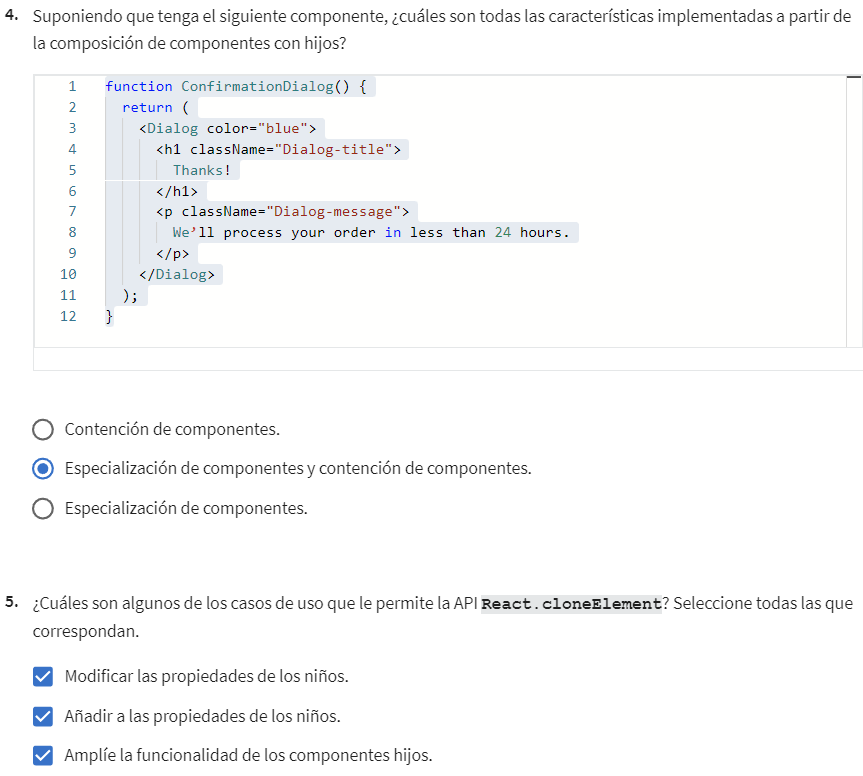 4. Suponiendo que tenga el siguiente componente, ¿cuáles son todas las características implementadas a partir de
la composición de componentes con hijos?
1 function ConfirmationDialog() {
2 return (
3 <Dialog color="blue">
4 <h1 className="Dialog-title">
5 Thanks!
6 </h1>
7 <p className="Dialog-message">
8 We’ll process your order in less than 24 hours.
9 </p>
10 </Dialog>
11 );
12 }
Contención de componentes.
Especialización de componentes y contención de componentes.
Especialización de componentes.
5. ¿Cuáles son algunos de los casos de uso que le permite la API React.cloneElement? Seleccione todas las que
correspondan.
Modificar las propiedades de los niños.
Añadir a las propiedades de los niños.
Amplíe la funcionalidad de los componentes hijos.